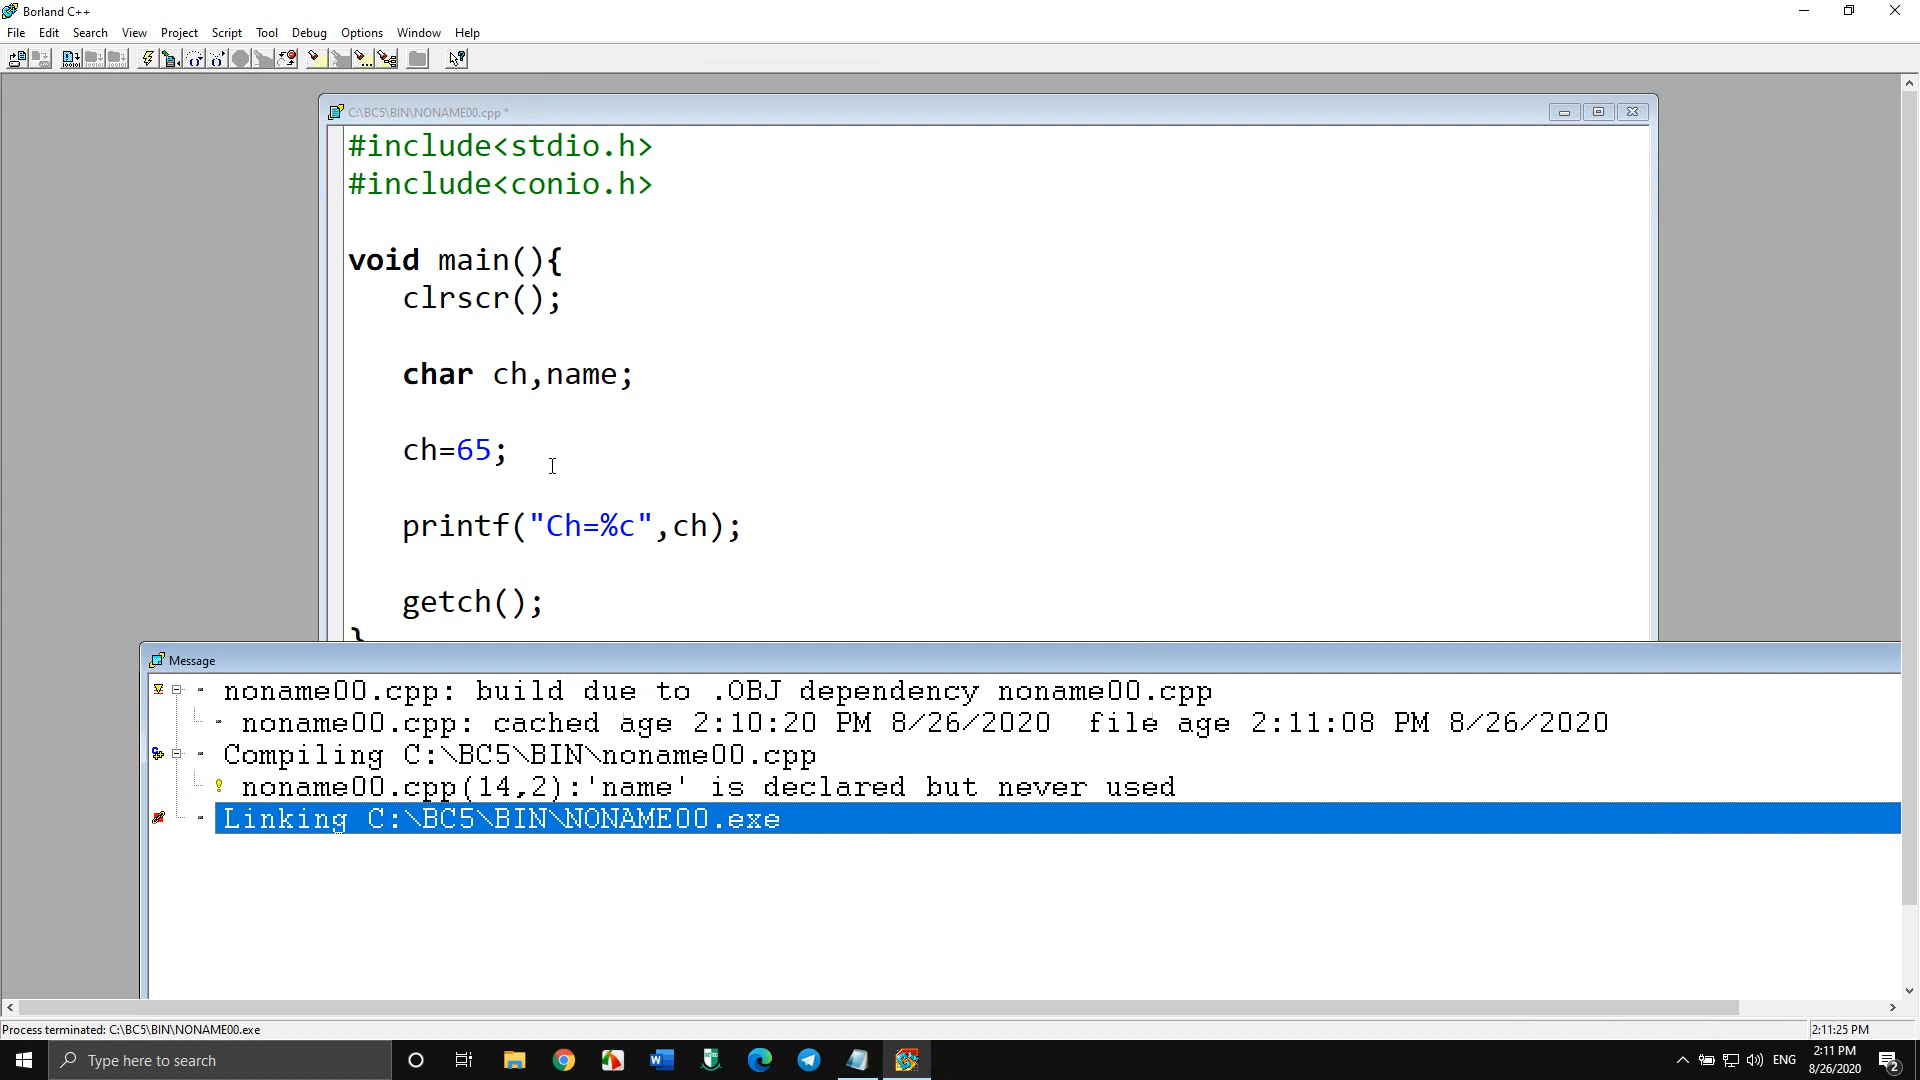 Borland C++
File Edit Search View Project Script Tool Debug Options Window Help
C:\BC5\BIN\NONAME00.cpp *
#include<stdio.h>
#include<conio.h>
void main(){
clrscr();
char ch,name;
ch=65;
printf("Ch=%c",ch);
getch();
}
Message
noname00.cpp: build due to .OBJ dependency noname00.cpp
noname00.cpp: cached age 2:10:20 PM 8/26/2020 file age 2:11:08 PM 8/26/2020
Compiling C:\BC5\BIN\noname00.cpp
noname00.cpp(14,2):'name' is declared but never used
Linking C:\BC5\BIN\NONAME00.exe
Process terminated: C:\BC5\BIN\NONAME00.exe
2:11:25 PM
Type here to search
ENG
2:11 PM
8/26/2020
2